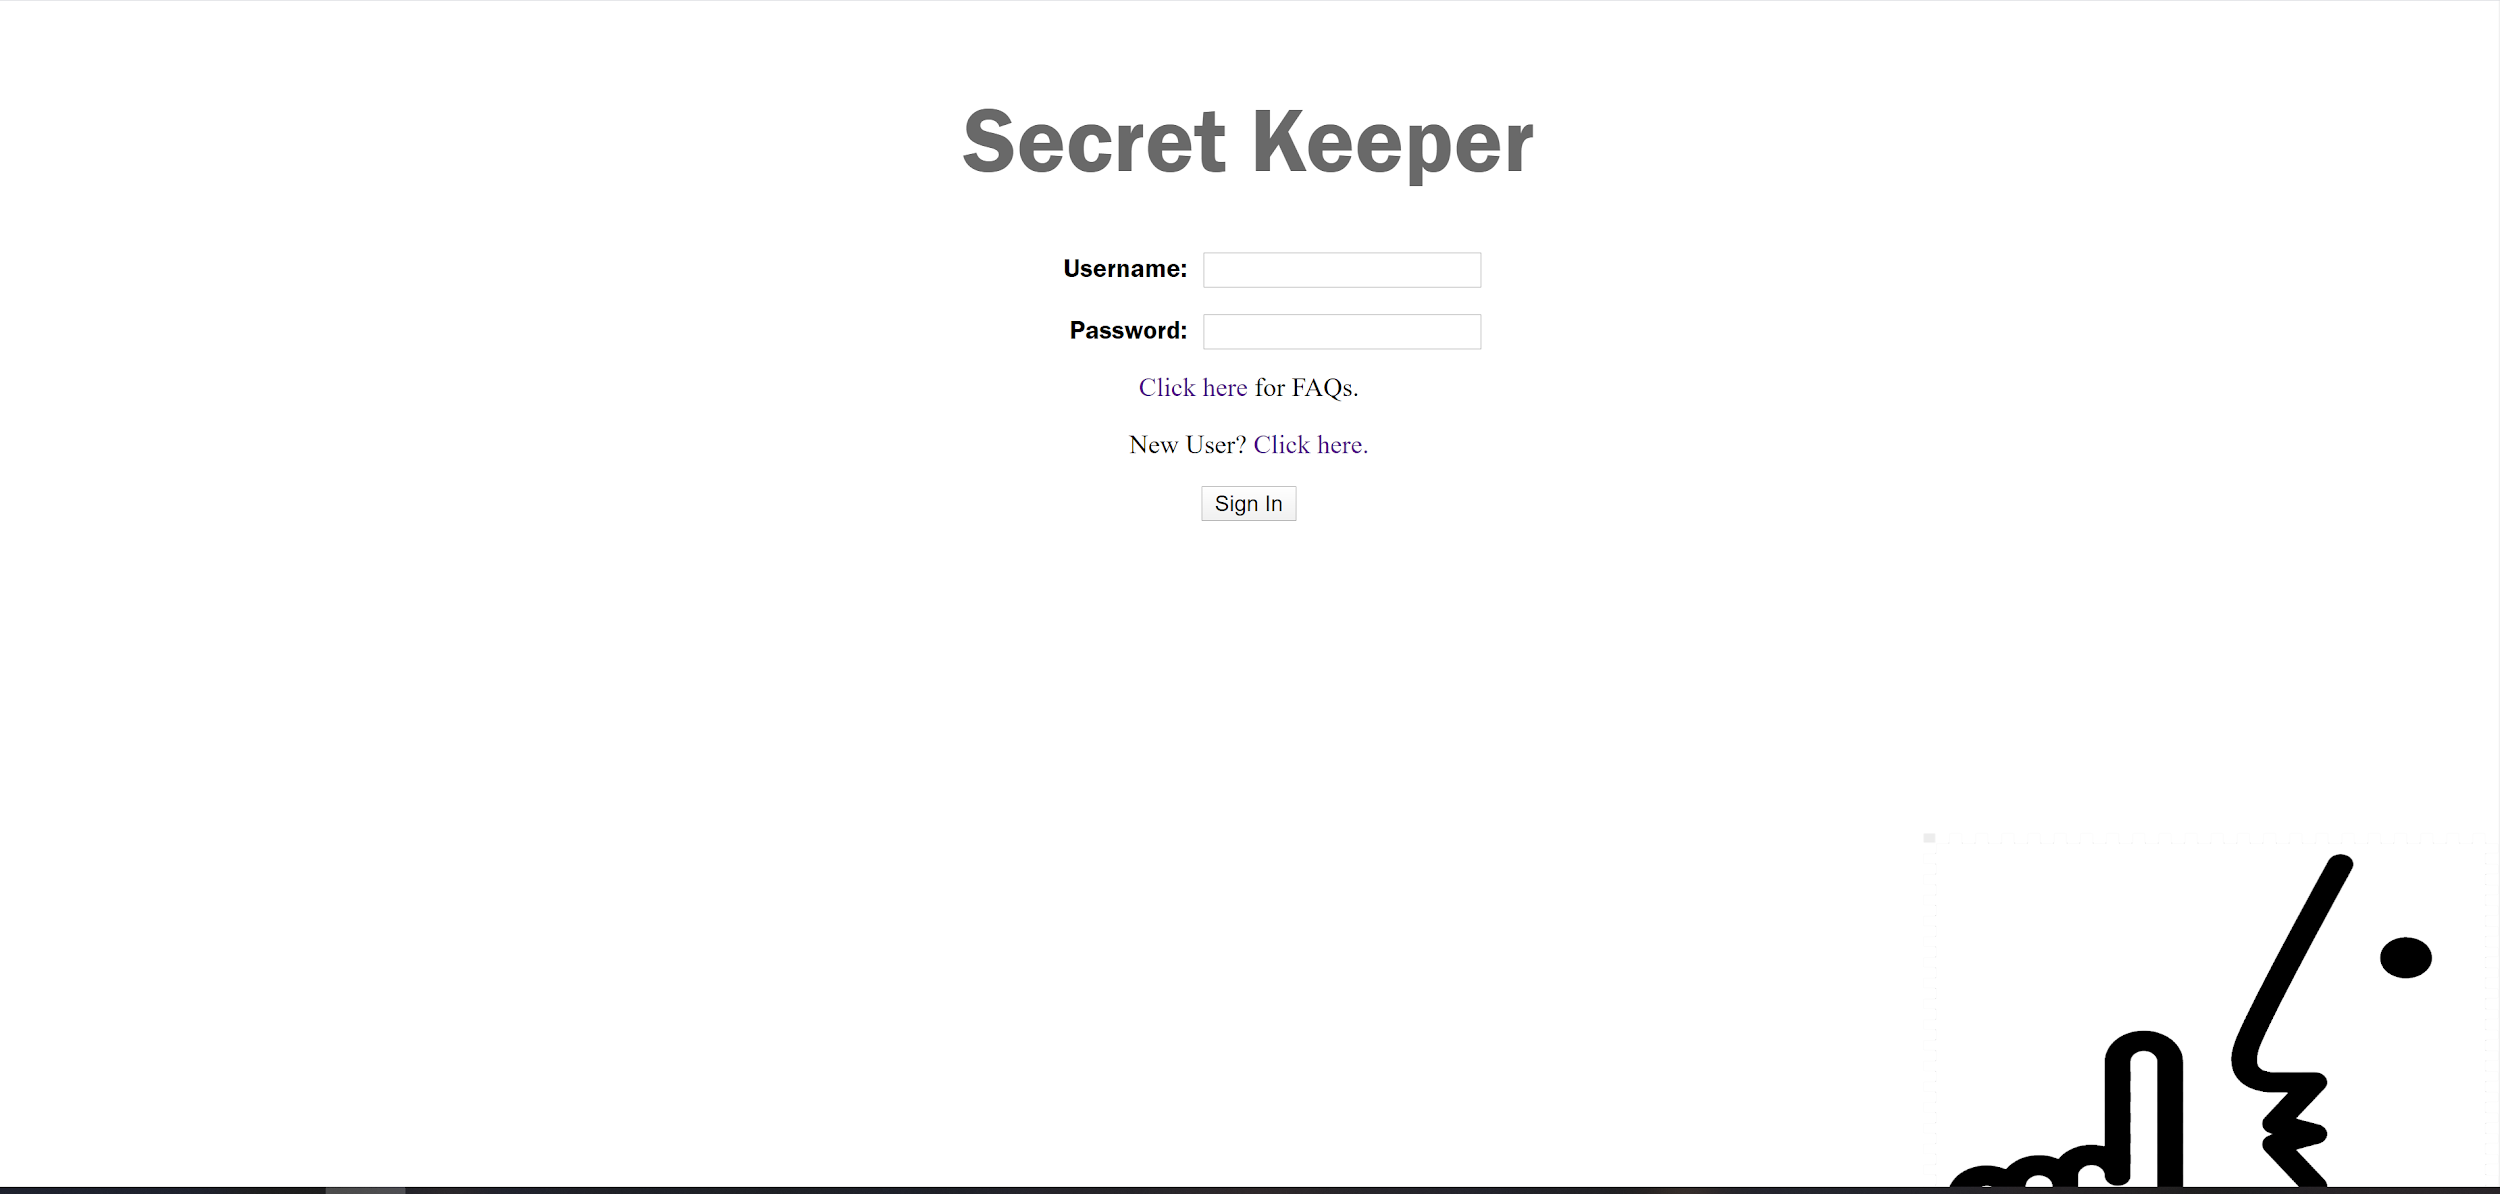 Secret Keeper
Username:
Password:
Click here for FAQs.
New User? Click here.
Sign In